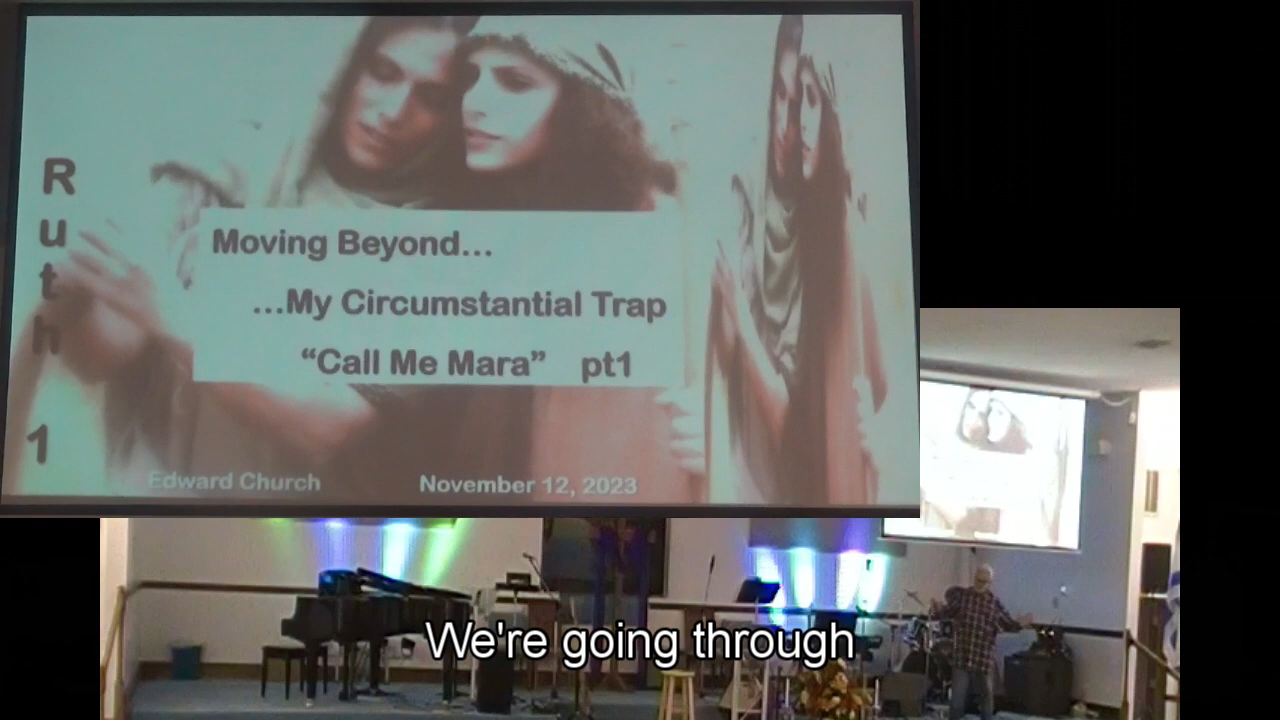 Ruth 1
Moving Beyond...
...My Circumstantial Trap
“Call Me Mara” pt1
Edward Church November 12, 2023
We're going through